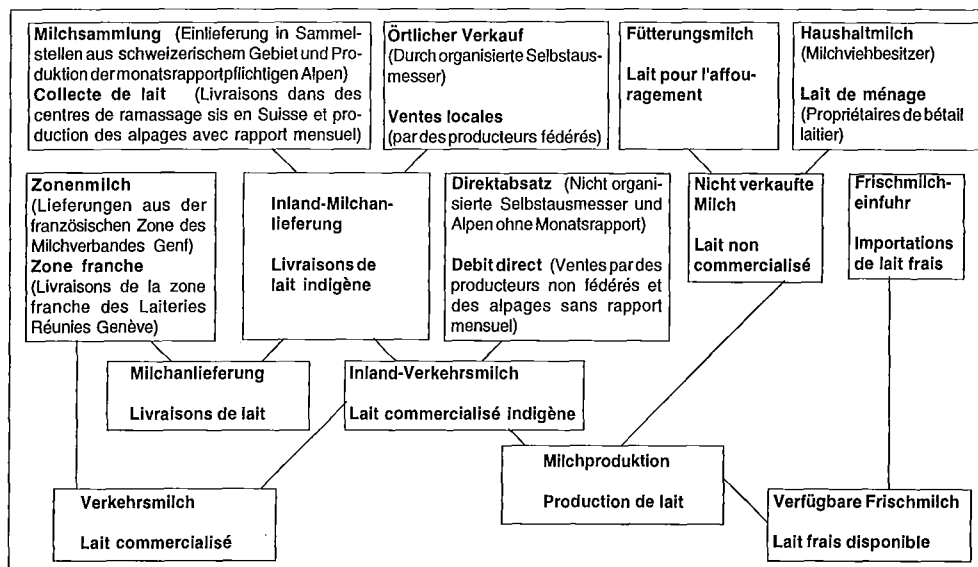 Milchsammlung (Einlieferung in Sammel-
stellen aus schweizerischem Gebiet und Pro-
duktion der monatsrapportpflichtigen Alpen)
Collecte de lait (Livraisons dans des
centres de ramassage sis en Suisse et pro-
duction des alpages avec rapport mensuel)
Örtlicher Verkauf
(Durch organisierte Selbstaus-
messer)
Ventes locales
(par des producteurs fédérés)
Fütterungsmilch
Lait pour l'affou-
ragement
Haushaltmilch
(Milchviehbesitzer)
Lait de ménage
(Propriétaires de bétail
laitier)
Zonenmilch
(Lieferungen aus der
französischen Zone des
Milchverbandes Genf)
Zone franche
(Livraisons de la zone
franche des Laiteries
Réunies Genève)
Inland-Milchan-
lieferung
Livraisons de
lait indigène
Direktabsatz (Nicht organi-
sierte Selbstausmesser und
Alpen ohne Monatsrapport)
Debit direct (Ventes par des
producteurs non fédérés et
des alpages sans rapport
mensuel)
Nicht verkaufte
Milch
Lait non
commercialisé
Frischmilch-
einfuhr
Importations
de lait frais
Milchanlieferung
Livraisons de lait
Inland-Verkehrsmilch
Lait commercialisé indigène
Milchproduktion
Production de lait
Verkehrsmilch
Lait commercialisé
Verfügbare Frischmilch
Lait frais disponible